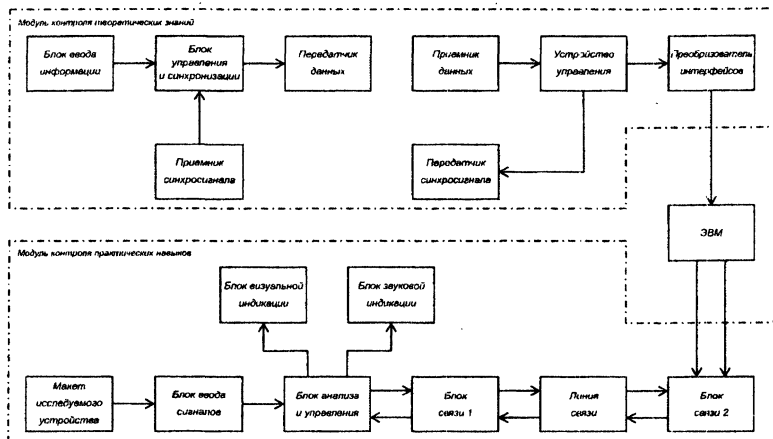 Модуль контроля теоретических знаний
Блок ввода
информации
Блок
управления
и синхронизации
Передатчик
данных
Приемник
данных
Устройство
управления
Преобразователь
интерфейсов
Приемник
синхросигнала
Передатчик
синхросигнала
ЭВМ
Модуль контроля практических навыков
Блок визуальной
индикации
Блок звуковой
индикации
Макет
исследуемого
устройства
Блок ввода
сигналов
Блок анализа
и управления
Блок
связи 1
Линия
связи
Блок
связи 2